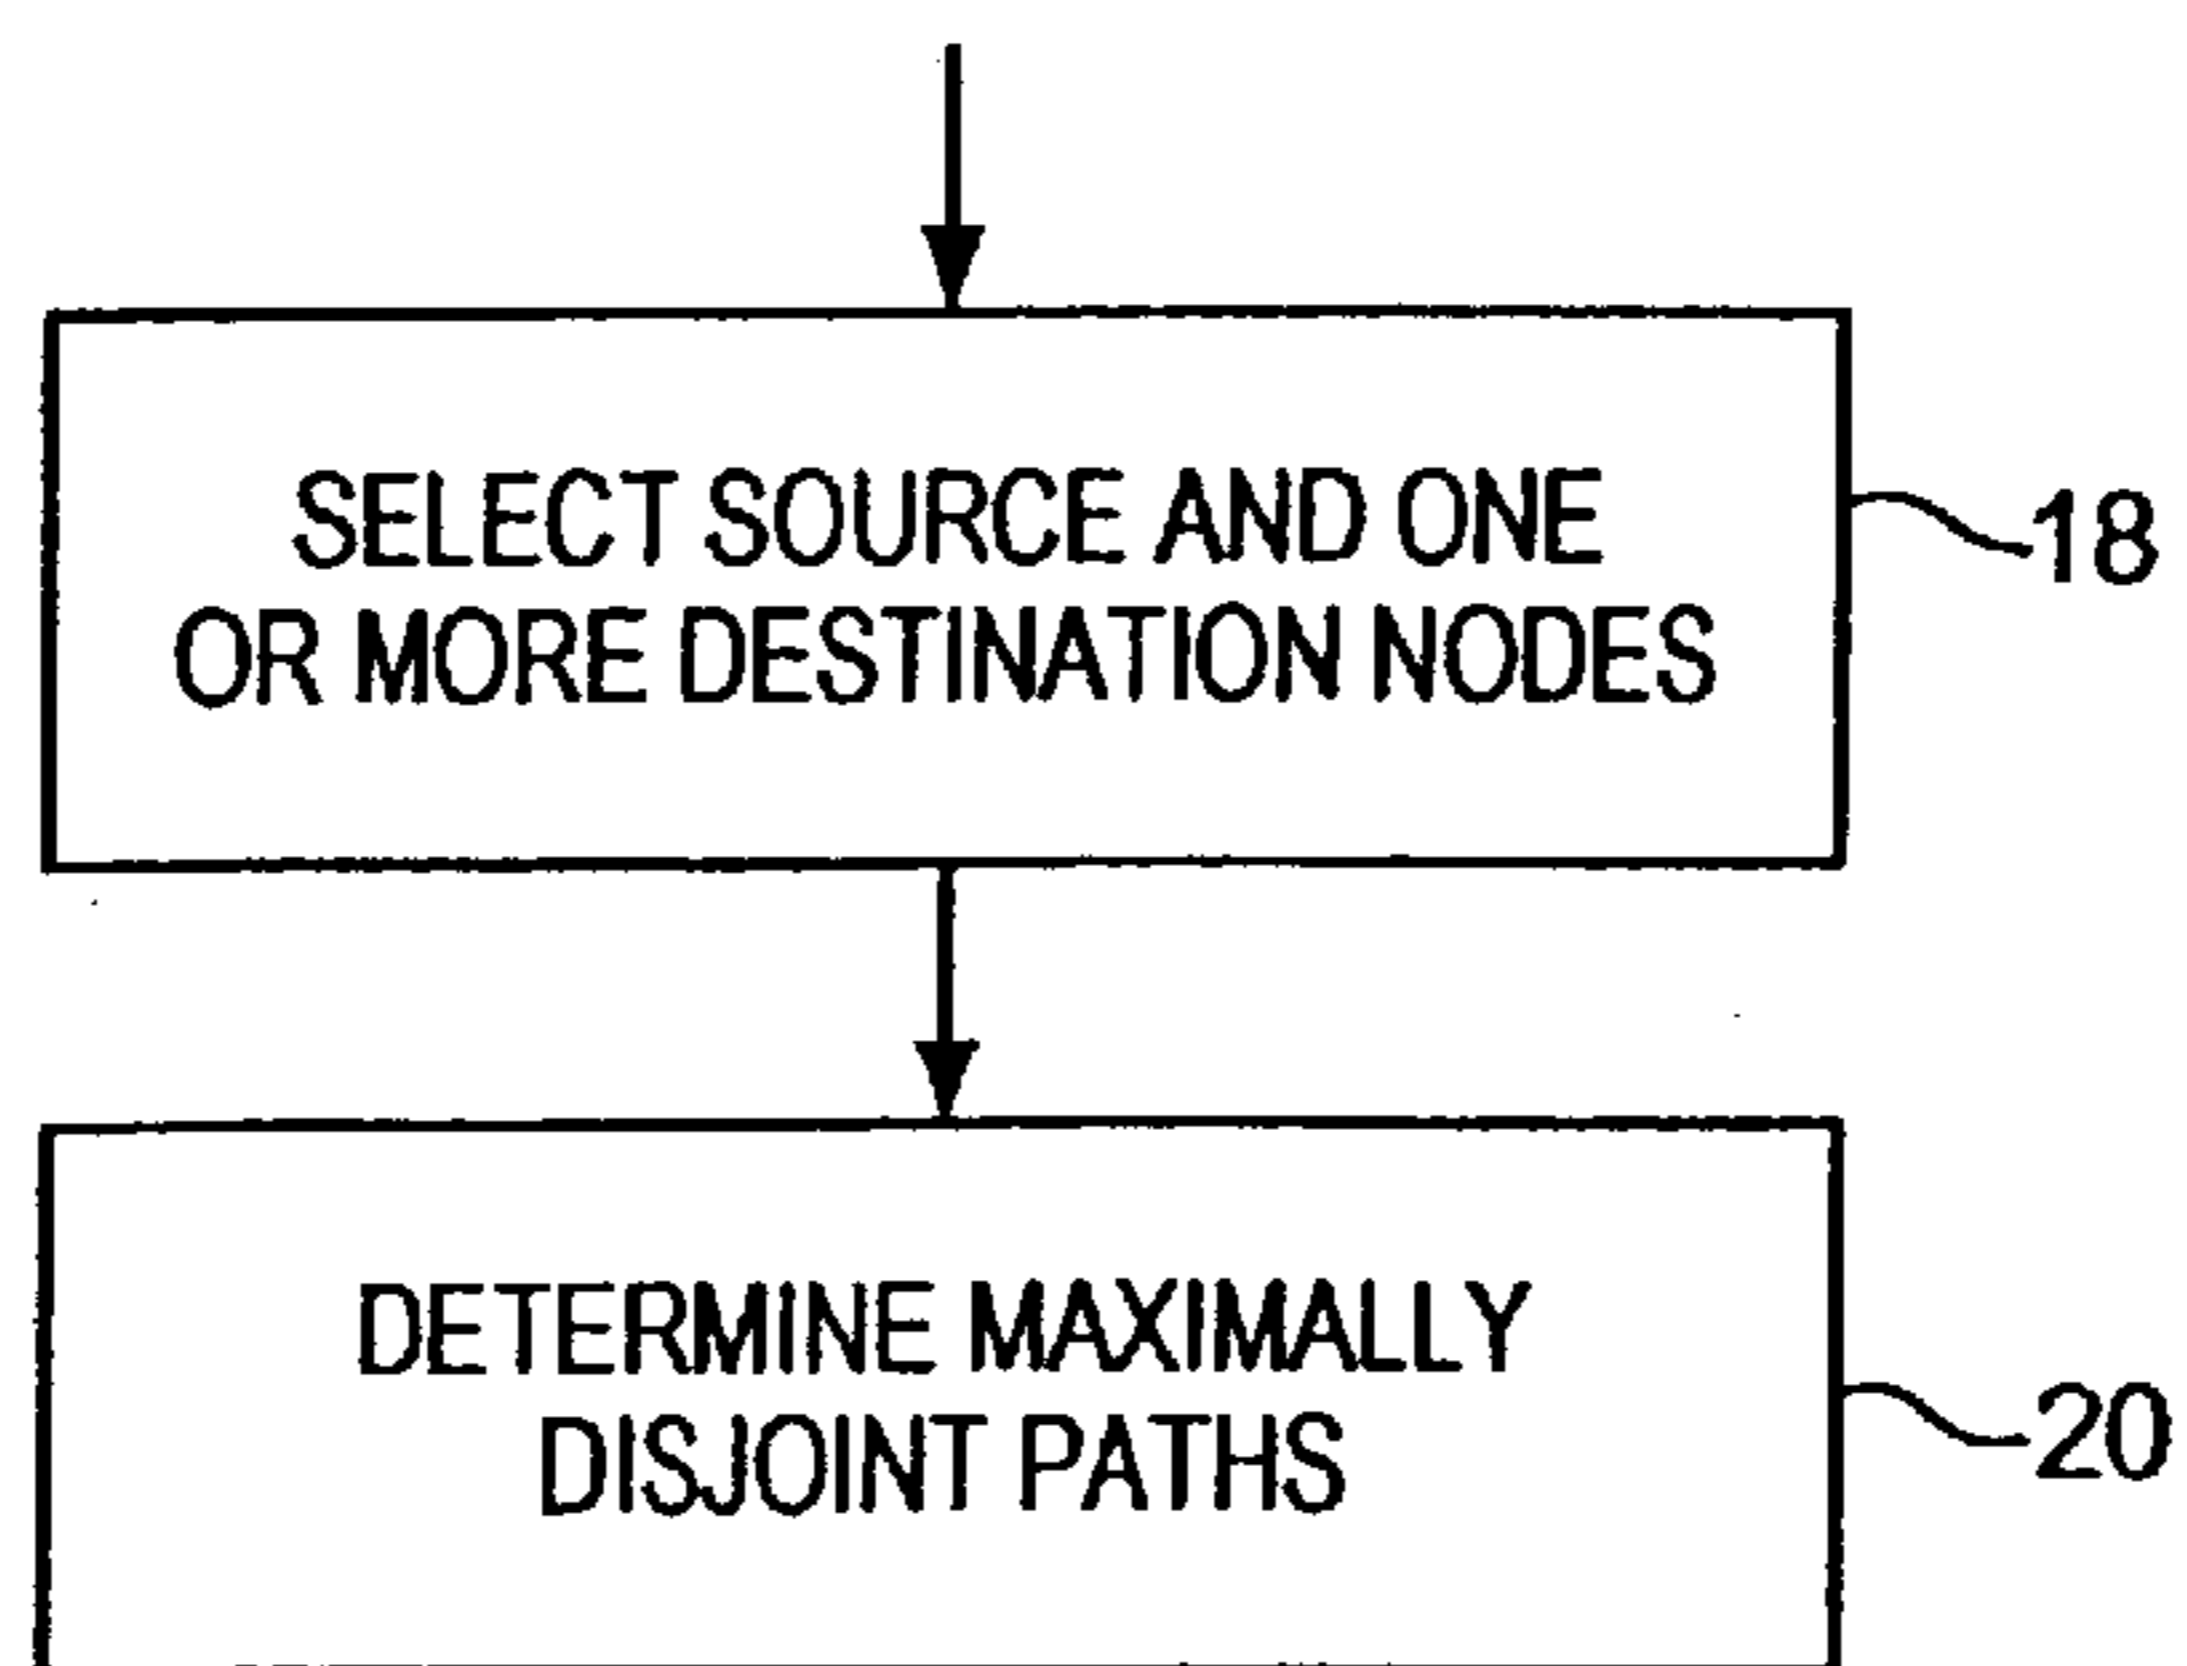 SELECT SOURCE AND ONE
OR MORE DESTINATION NODES
18
DETERMINE MAXIMALLY
DISJOINT PATHS
20